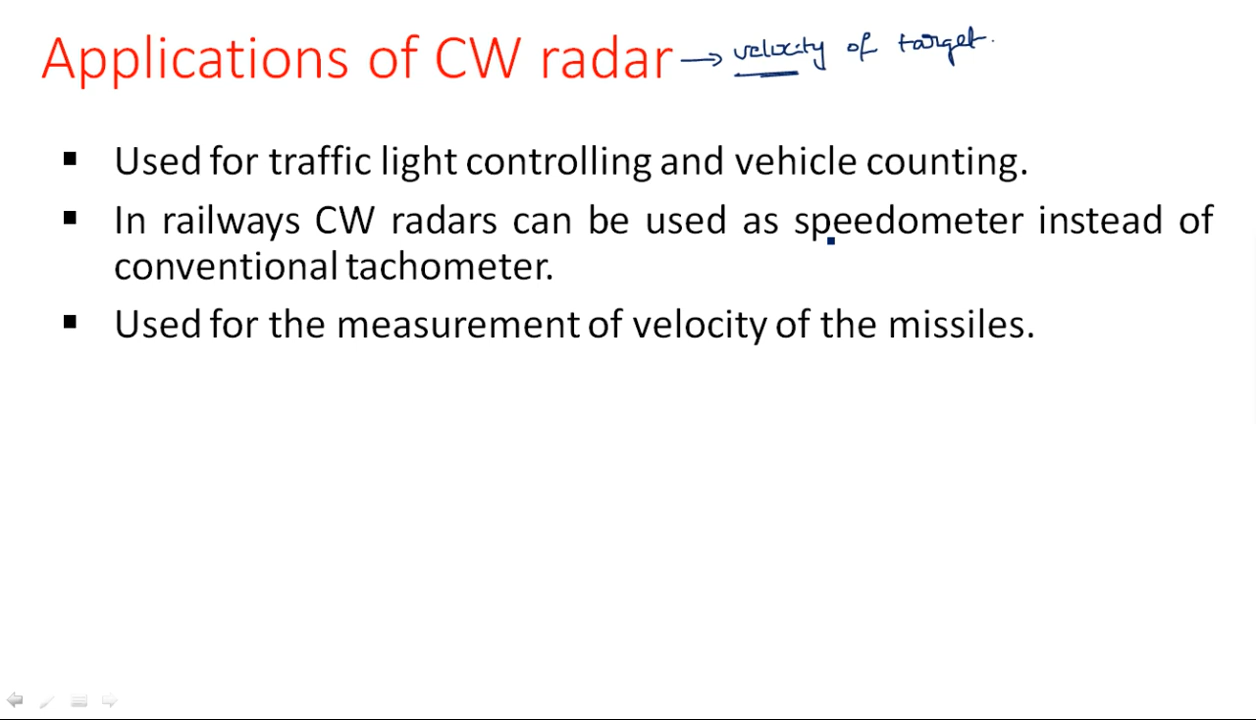 Applications of CW radar → velocity of target.
▪ Used for traffic light controlling and vehicle counting.
▪ In railways CW radars can be used as speedometer instead of
conventional tachometer.
▪ Used for the measurement of velocity of the missiles.